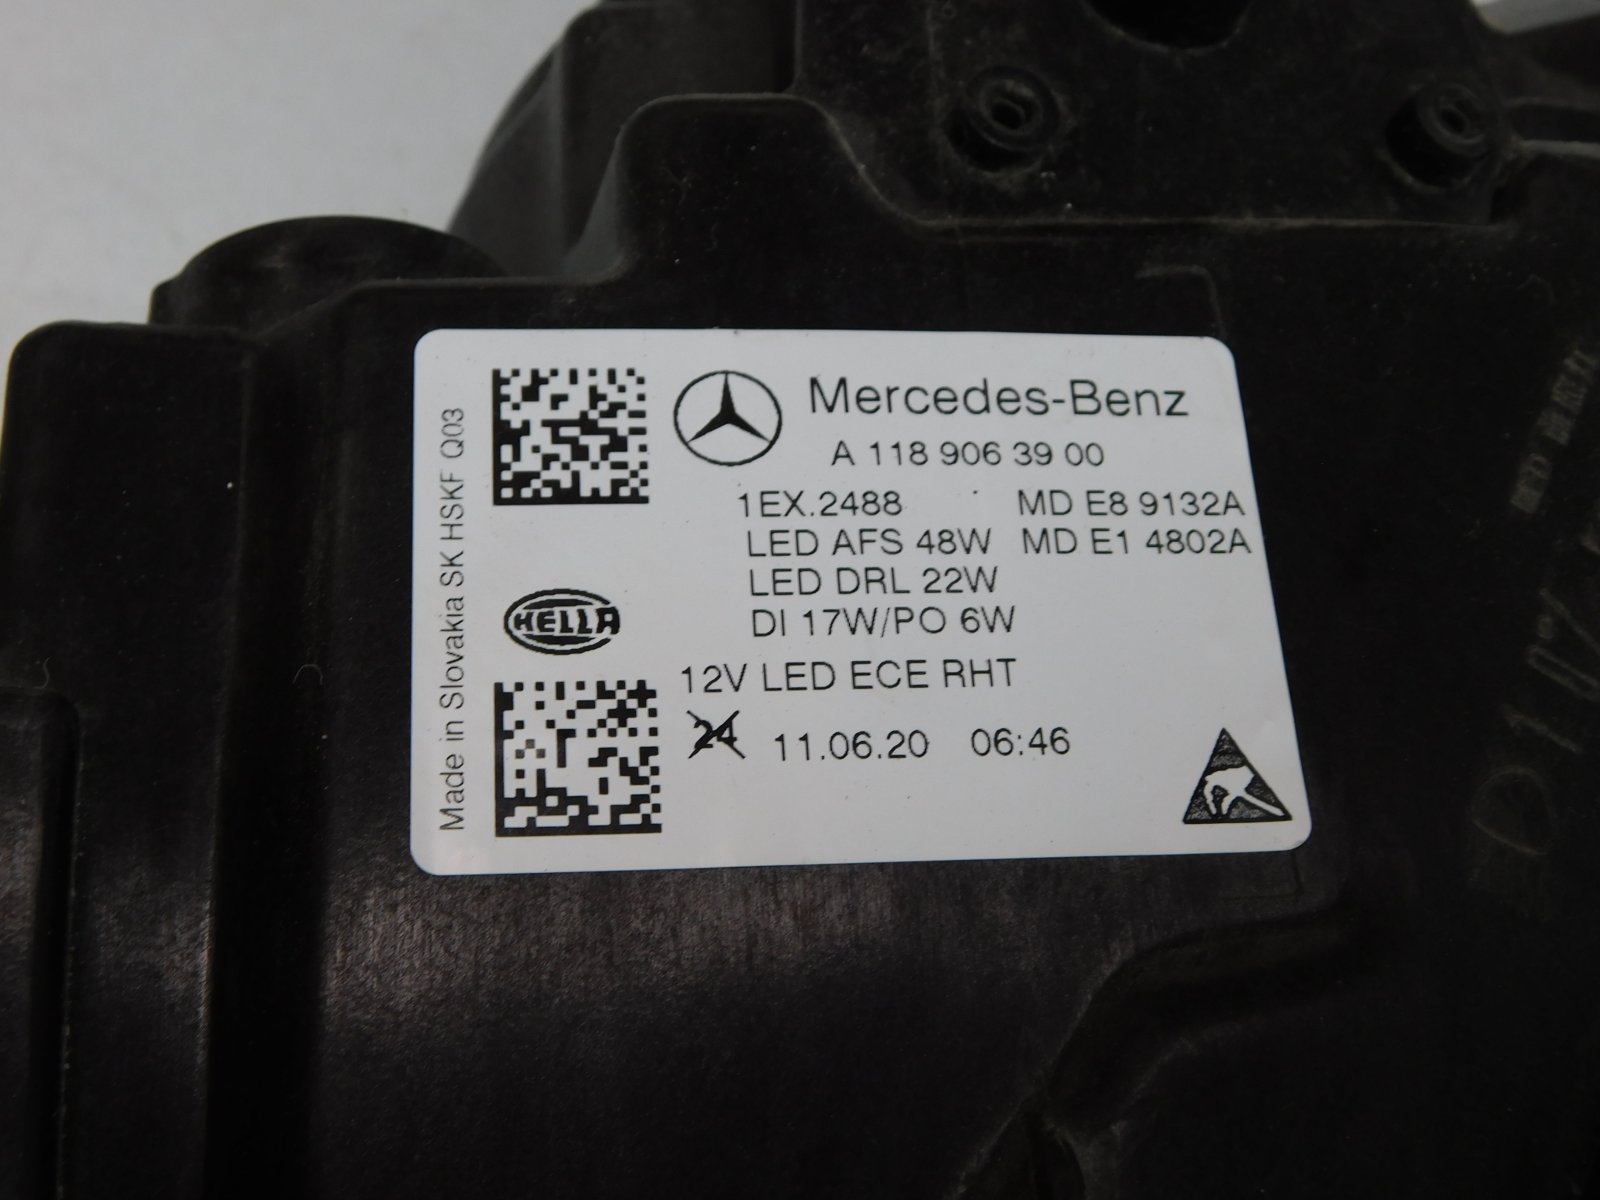 Mercedes-Benz
A 118 906 39 00
1EX.2488 MD E8 9132A
LED AFS 48W MD E1 4802A
LED DRL 22W
DI 17W/PO 6W
HELLA
12V LED ECE RHT
24 11.06.20 06:46
Made in Slovakia SK HSKF Q03